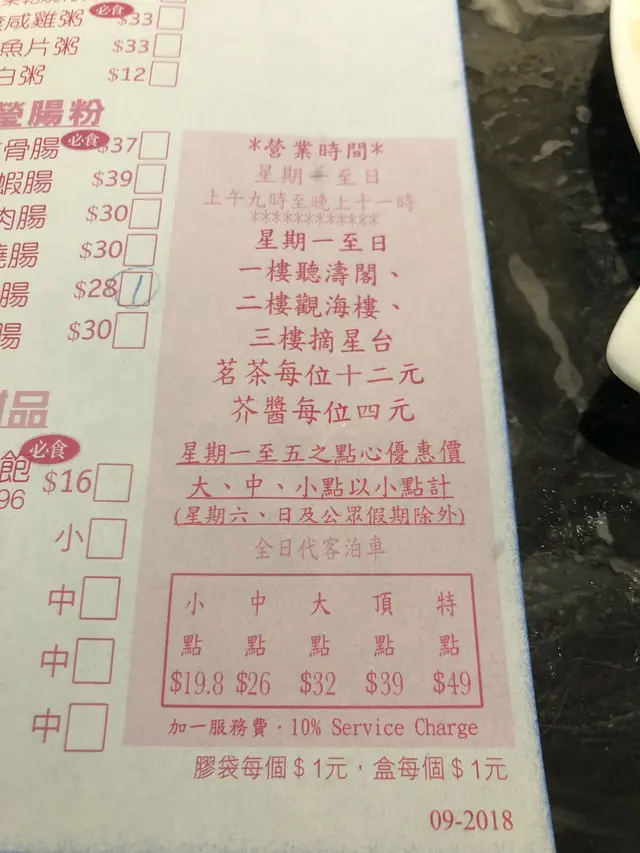 咸雞粥 必食 $33
魚片粥 $33
白粥 $12
瑩腸粉
骨腸 必食 $37
蝦腸 $39
肉腸 $30
腸 $30
腸 $28 1
腸 $30
品
必食
飽 $16
96
小
中
中
中
*營業時間*
星期一至日
上午九時至晚上十一時
************
星期一至日
一樓聽濤閣、
二樓觀海樓、
三樓摘星台
茗茶每位十二元
芥醬每位四元
星期一至五之點心優惠價
大、中、小點以小點計
(星期六、日及公眾假期除外)
全日代客泊車
小點 中點 大點 頂點 特點
$19.8 $26 $32 $39 $49
加一服務費·10% Service Charge
膠袋每個$1元，盒每個$1元
09-2018